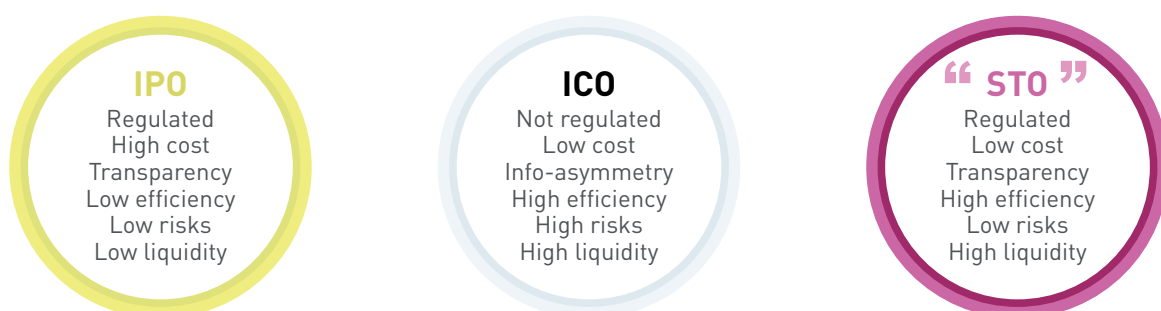 IPO
Regulated
High cost
Transparency
Low efficiency
Low risks
Low liquidity
ICO
Not regulated
Low cost
Info-asymmetry
High efficiency
High risks
High liquidity
“ STO ”
Regulated
Low cost
Transparency
High efficiency
Low risks
High liquidity